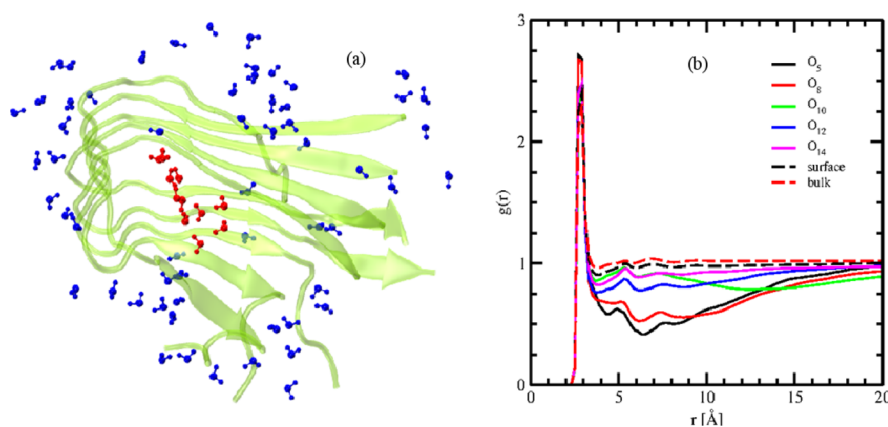 (a)
(b)
g(r)
3
2
1
0
0
5
10
15
20
r [Å]
O₅
O₈
O₁₀
O₁₂
O₁₄
surface
bulk